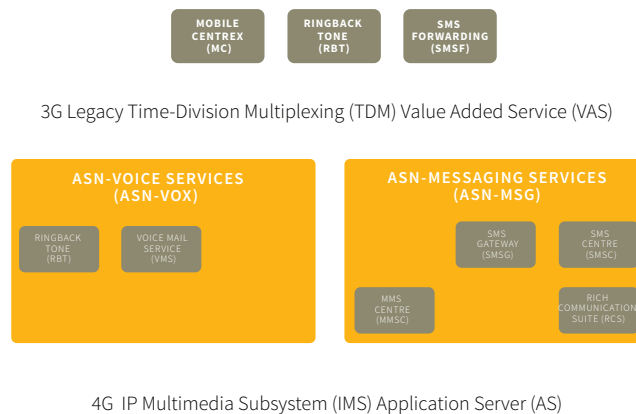 MOBILE
CENTREX
(MC)
RINGBACK
TONE
(RBT)
SMS
FORWARDING
(SMSF)
3G Legacy Time-Division Multiplexing (TDM) Value Added Service (VAS)
ASN-VOICE SERVICES
(ASN-VOX)
RINGBACK
TONE
(RBT)
VOICE MAIL
SERVICE
(VMS)
ASN-MESSAGING SERVICES
(ASN-MSG)
SMS
GATEWAY
(SMSG)
SMS
CENTRE
(SMSC)
MMS
CENTRE
(MMSC)
RICH
COMMUNICATION
SUITE (RCS)
4G IP Multimedia Subsystem (IMS) Application Server (AS)